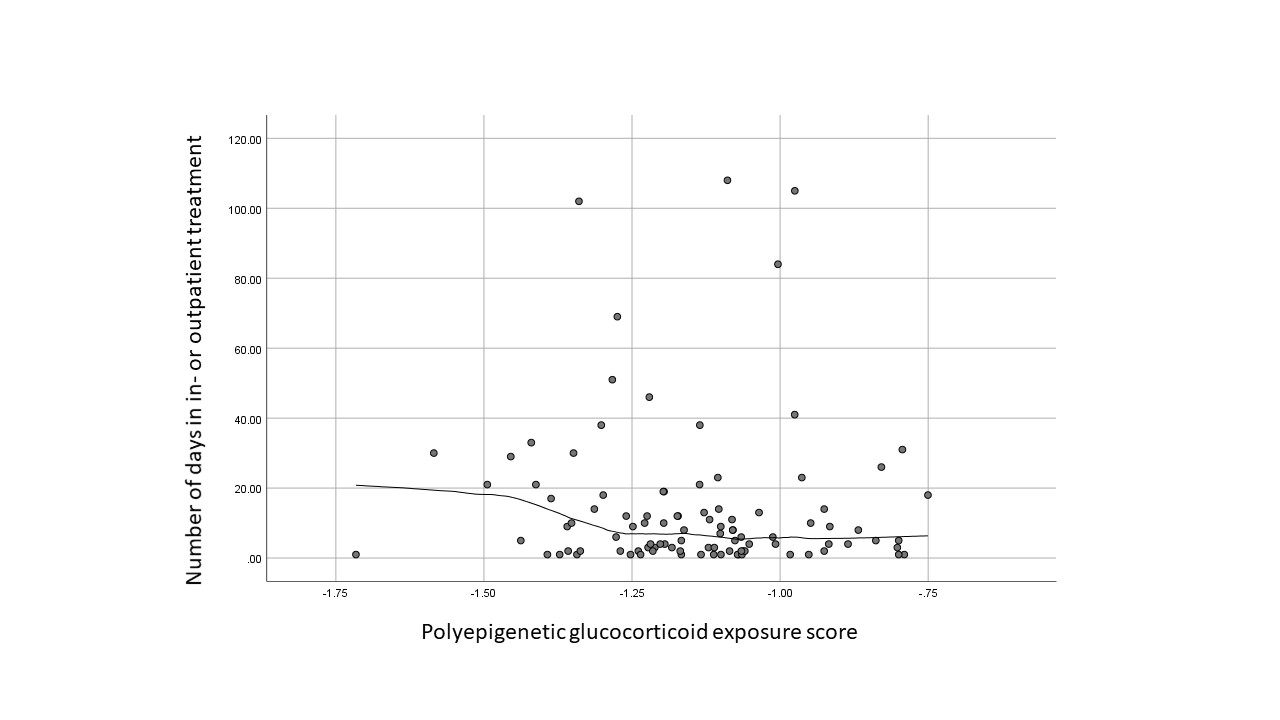 Number of days in in- or outpatient treatment
120.00
100.00
80.00
60.00
40.00
20.00
.00
-1.75 -1.50 -1.25 -1.00 -.75
Polyepigenetic glucocorticoid exposure score